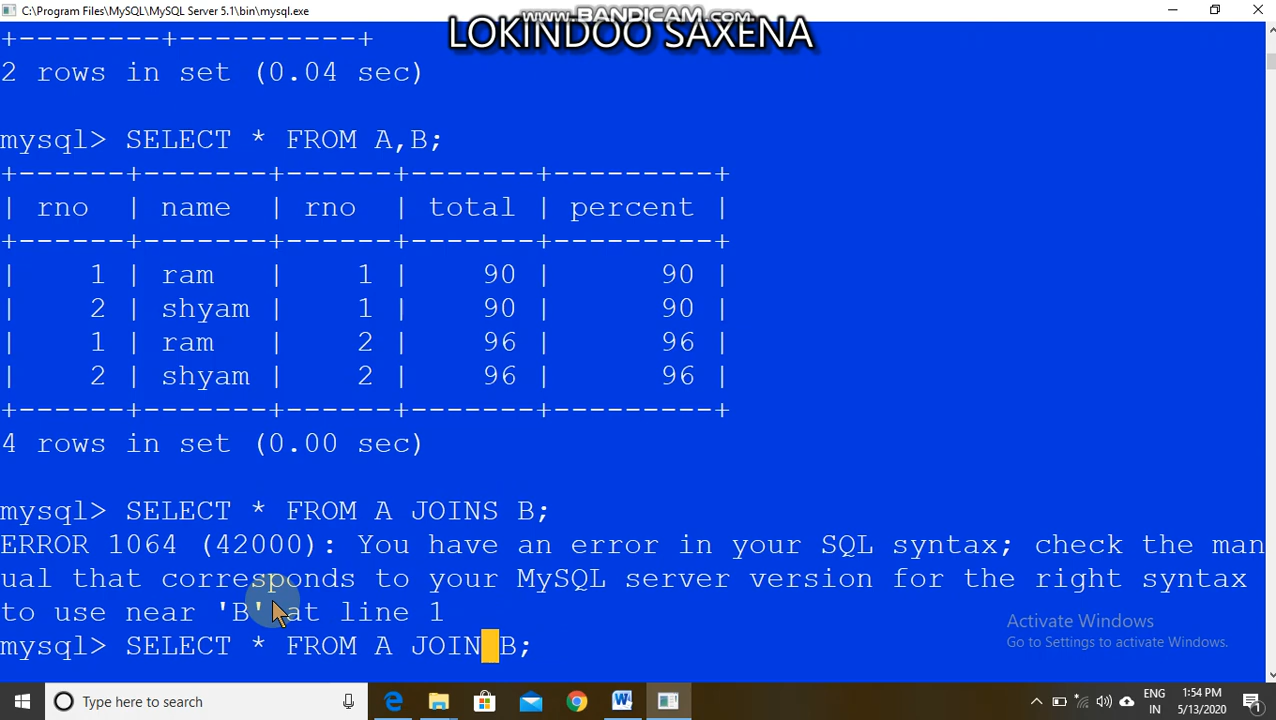 C:\Program Files\MySQL\MySQL Server 5.1\bin\mysql.exe
www.BANDICAM.com
LOKINDOO SAXENA
+--------+----------+
2 rows in set (0.04 sec)
mysql> SELECT * FROM A,B;
+------+-------+------+-------+---------+
| rno | name | rno | total | percent |
+------+-------+------+-------+---------+
| 1 | ram | 1 | 90 | 90 |
| 2 | shyam | 1 | 90 | 90 |
| 1 | ram | 2 | 96 | 96 |
| 2 | shyam | 2 | 96 | 96 |
+------+-------+------+-------+---------+
4 rows in set (0.00 sec)
mysql> SELECT * FROM A JOINS B;
ERROR 1064 (42000): You have an error in your SQL syntax; check the man
ual that corresponds to your MySQL server version for the right syntax
to use near 'B' at line 1
mysql> SELECT * FROM A JOIN B;
Activate Windows
Go to Settings to activate Windows.
Type here to search
ENG
IN
1:54 PM
5/13/2020
1